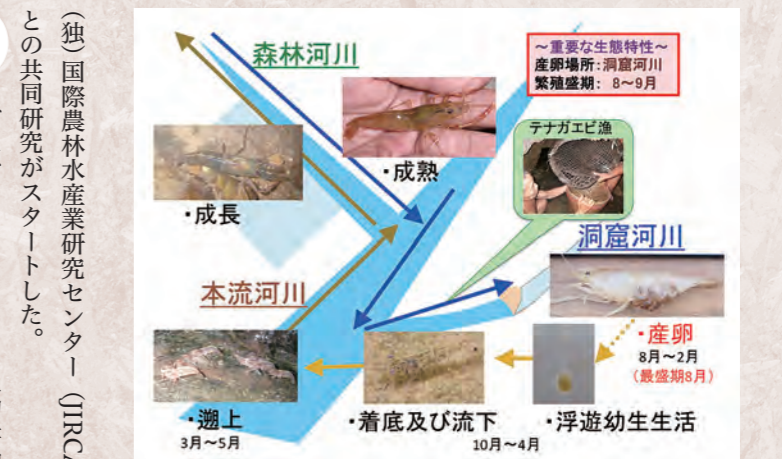 (独)国際農林水産業研究センター(JIRCA
との共同研究がスタートした。
森林河川
~重要な生態特性~
産卵場所:洞窟河川
繁殖盛期: 8~9月
テナガエビ漁
・成熟
・成長
洞窟河川
本流河川
・産卵
8月~2月
(最盛期8月)
・遡上
3月~5月
・着底及び流下
・浮遊幼生生活
10月~4月